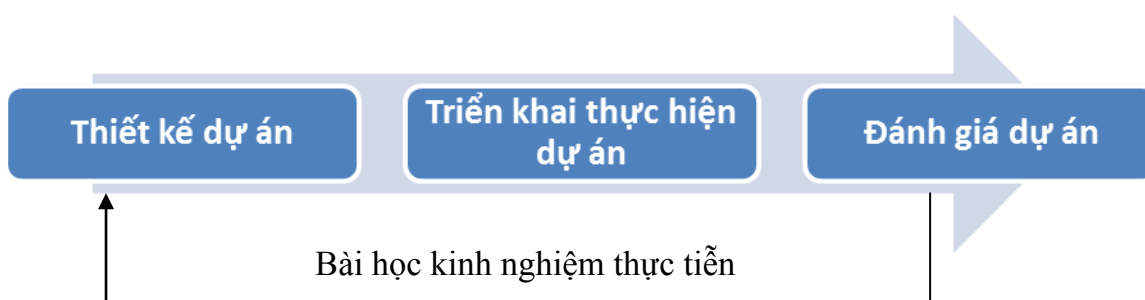 Thiết kế dự án
Triển khai thực hiện
dự án
Đánh giá dự án
Bài học kinh nghiệm thực tiễn